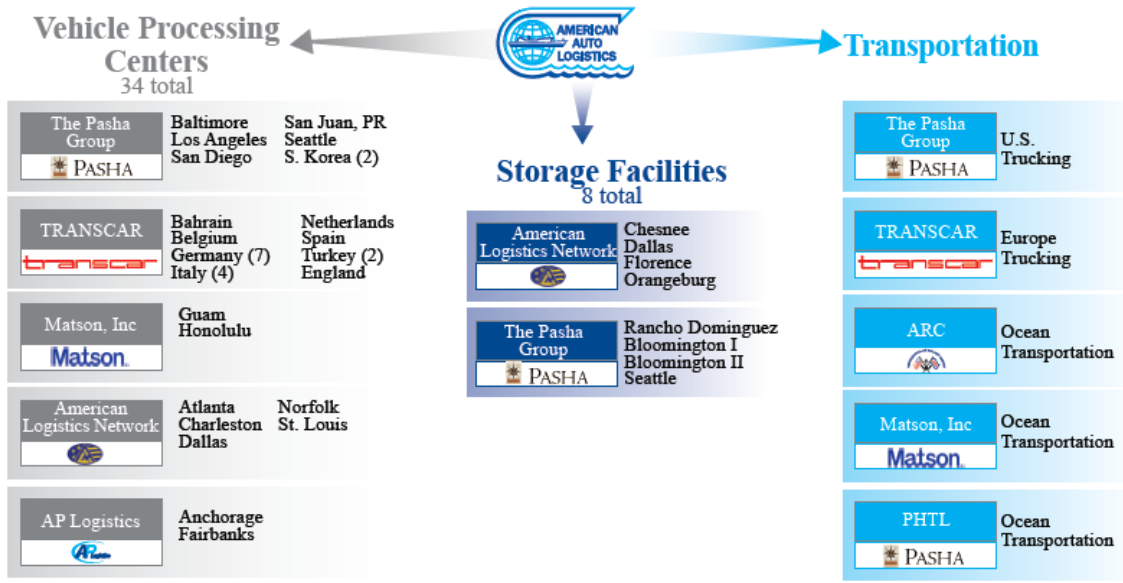 AMERICAN
AUTO
LOGISTICS
Vehicle Processing
Centers
34 total
The Pasha
Group
PASHA
Baltimore
Los Angeles
San Diego
San Juan, PR
Seattle
S. Korea (2)
TRANSCAR
transcar
Bahrain
Belgium
Germany (7)
Italy (4)
Netherlands
Spain
Turkey (2)
England
Matson, Inc
Matson
Guam
Honolulu
American
Logistics Network
Atlanta
Charleston
Dallas
Norfolk
St. Louis
AP Logistics
AP
Anchorage
Fairbanks
Storage Facilities
8 total
American
Logistics Network
Chesnee
Dallas
Florence
Orangeburg
The Pasha
Group
PASHA
Rancho Dominguez
Bloomington I
Bloomington II
Seattle
Transportation
The Pasha
Group
PASHA
U.S.
Trucking
TRANSCAR
transcar
Europe
Trucking
ARC
Ocean
Transportation
Matson, Inc
Matson
Ocean
Transportation
PHTL
PASHA
Ocean
Transportation